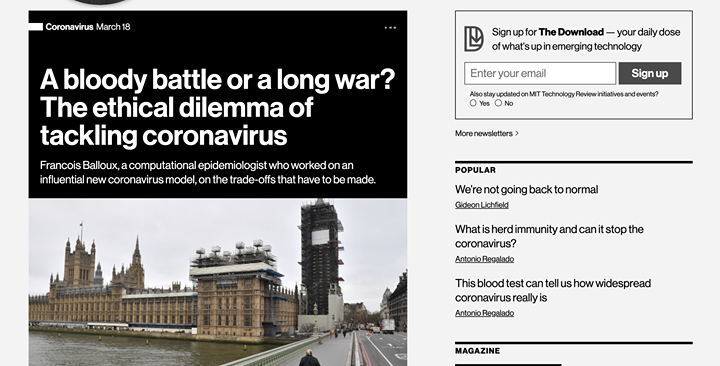 Coronavirus March 18
A bloody battle or a long war?
The ethical dilemma of
tackling coronavirus
Francois Balloux, a computational epidemiologist who worked on an
influential new coronavirus model, on the trade-offs that have to be made.
Sign up for The Download — your daily dose
of what's up in emerging technology
Enter your email
Sign up
Also stay updated on MIT Technology Review initiatives and events?
Yes No
More newsletters >
POPULAR
We're not going back to normal
Gideon Lichfield
What is herd immunity and can it stop the
coronavirus?
Antonio Regalado
This blood test can tell us how widespread
coronavirus really is
Antonio Regalado
MAGAZINE